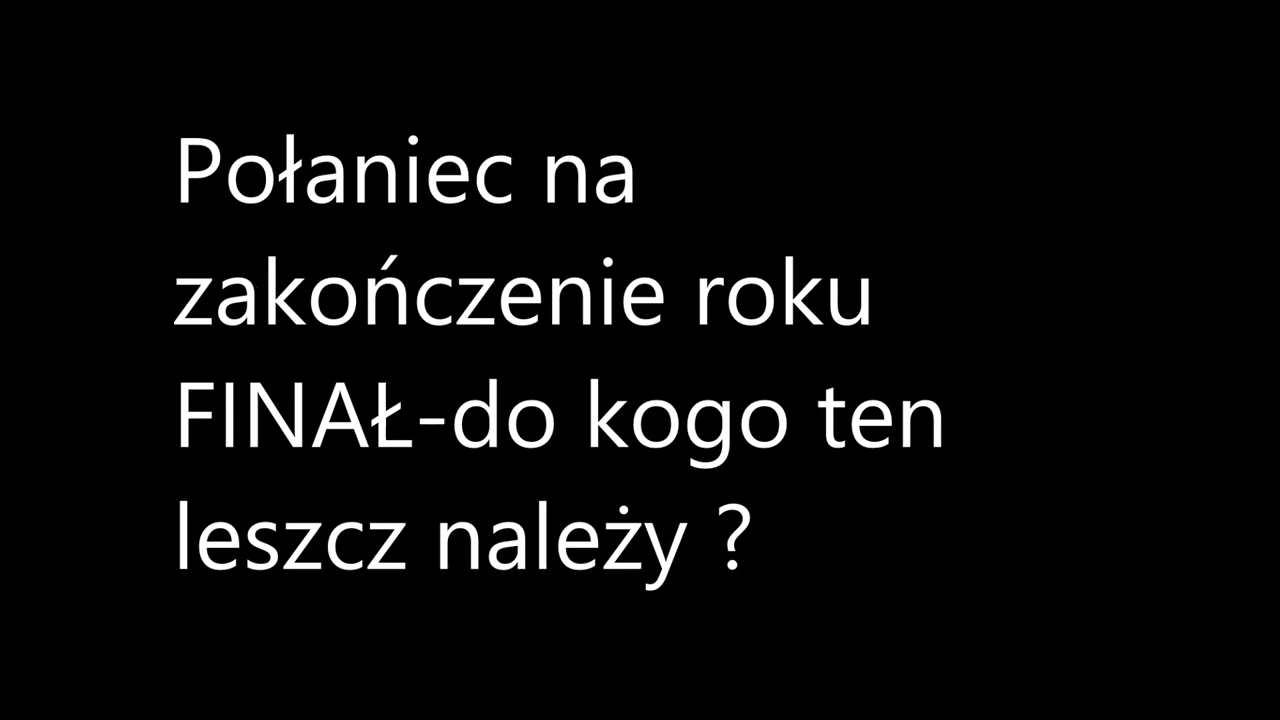 Połaniec na
zakończenie roku
FINAŁ-do kogo ten
leszcz należy ?